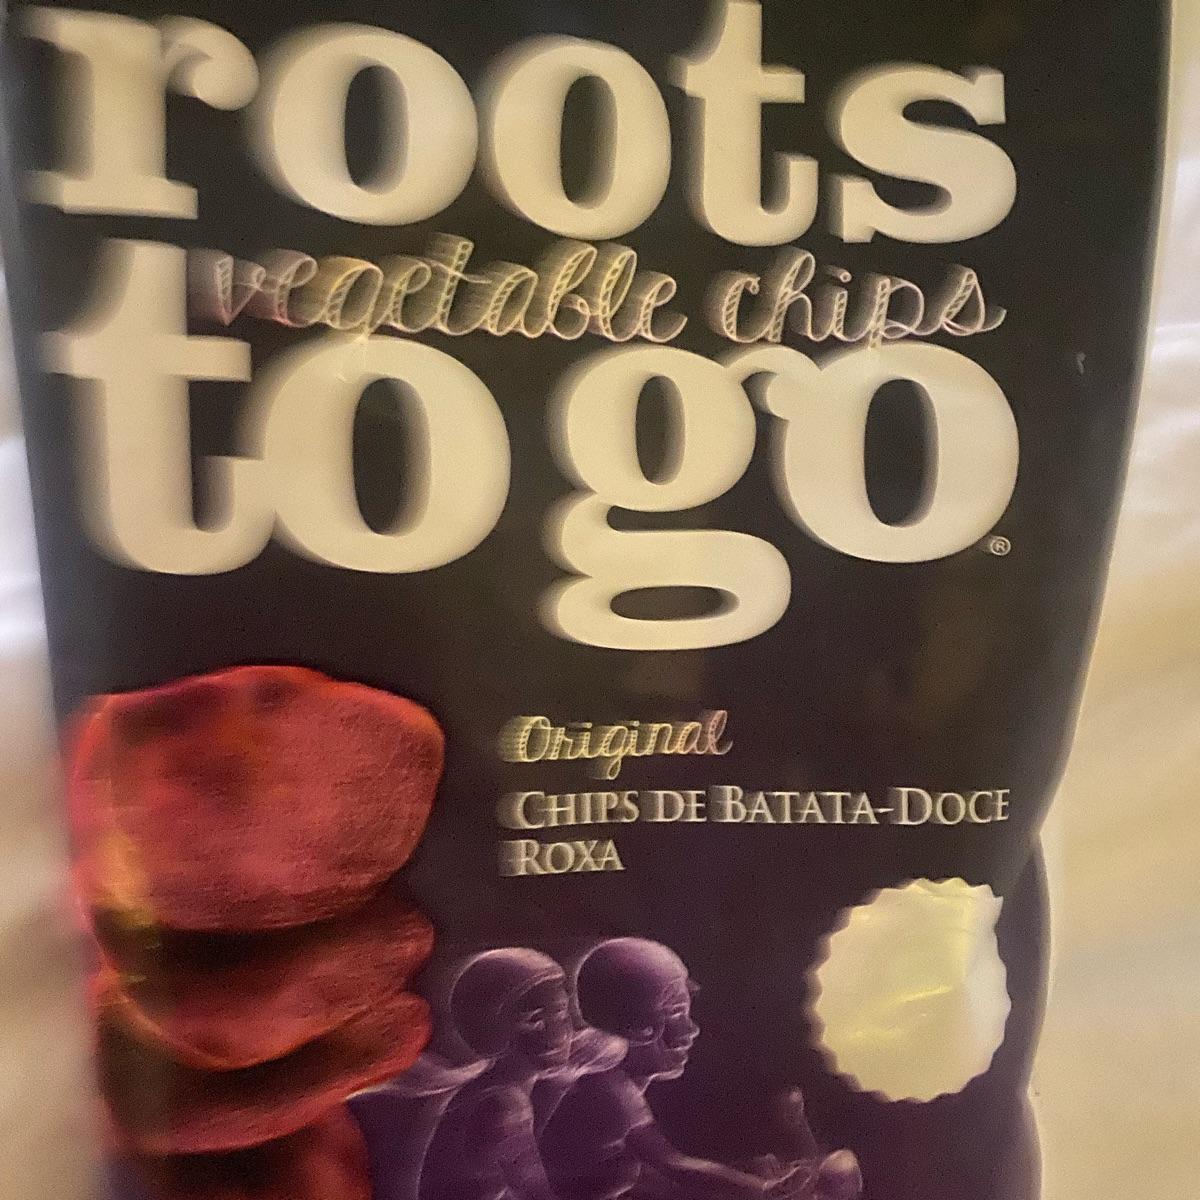 roots
vegetable chips
to go®
Original
CHIPS DE BATATA-DOCE
ROXA